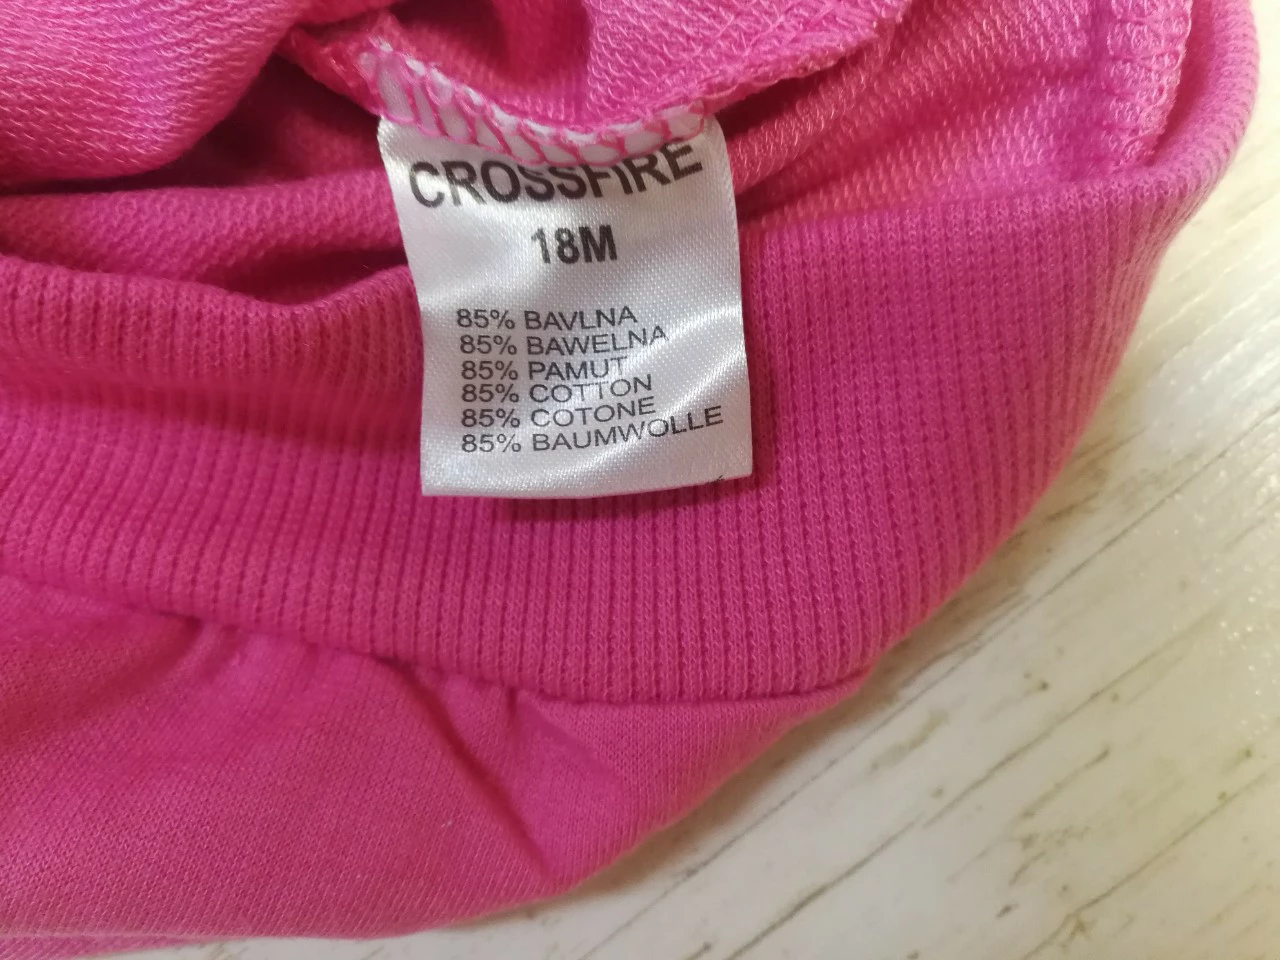 CROSSFIRE
18M
85% BAVLNA
85% BAWELNA
85% PAMUT
85% COTTON
85% COTONE
85% BAUMWOLLE